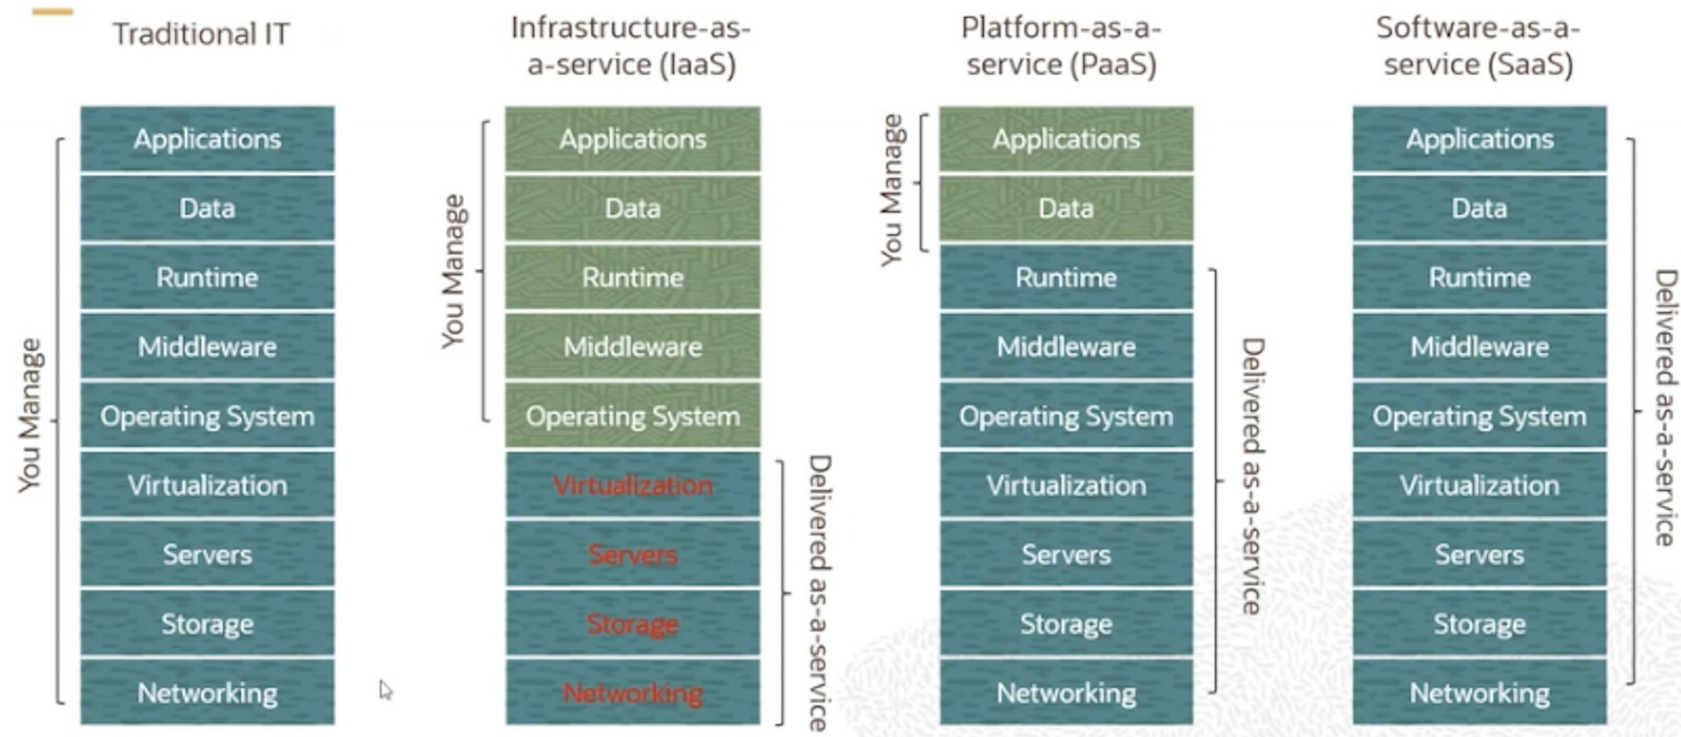 Traditional IT
Applications
Data
Runtime
Middleware
Operating System
Virtualization
Servers
Storage
Networking
You Manage
Infrastructure-as-
a-service (IaaS)
Applications
Data
Runtime
Middleware
Operating System
Virtualization
Servers
Storage
Networking
You Manage
Delivered as-a-service
Platform-as-a-
service (PaaS)
Applications
Data
Runtime
Middleware
Operating System
Virtualization
Servers
Storage
Networking
You Manage
Delivered as-a-service
Software-as-a-
service (SaaS)
Applications
Data
Runtime
Middleware
Operating System
Virtualization
Servers
Storage
Networking
Delivered as-a-service